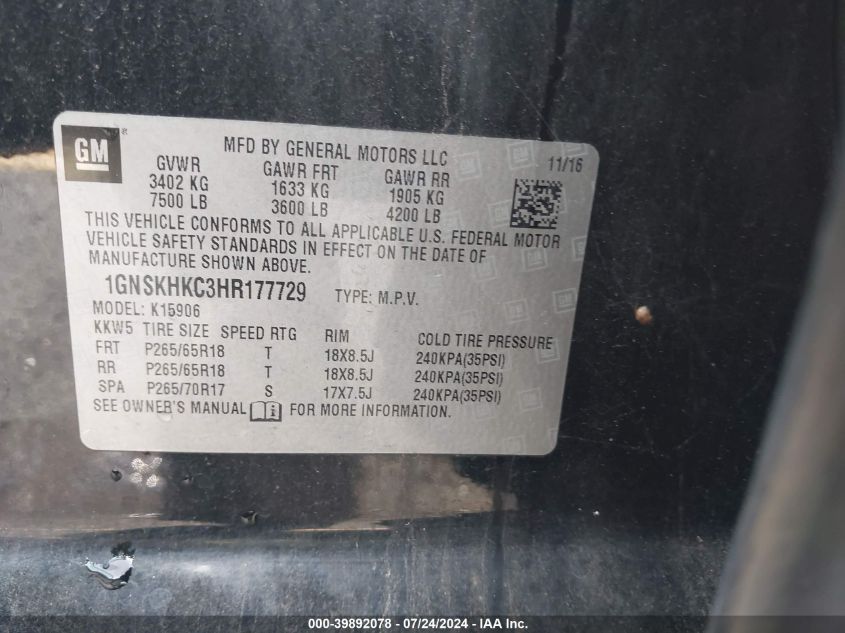 GM
MFD BY GENERAL MOTORS LLC
11/16
GVWR GAWR FRT GAWR RR
3402 KG 1633 KG 1905 KG
7500 LB 3600 LB 4200 LB
THIS VEHICLE CONFORMS TO ALL APPLICABLE U.S. FEDERAL MOTOR
VEHICLE SAFETY STANDARDS IN EFFECT ON THE DATE OF
MANUFACTURE SHOWN ABOVE.
1GNSKHKC3HR177729 TYPE: M.P.V.
MODEL: K15906
KKW5 TIRE SIZE SPEED RTG RIM COLD TIRE PRESSURE
FRT P265/65R18 T 18X8.5J 240KPA(35PSI)
RR P265/65R18 T 18X8.5J 240KPA(35PSI)
SPA P265/70R17 S 17X7.5J 240KPA(35PSI)
SEE OWNER'S MANUAL FOR MORE INFORMATION.
000-39892078 - 07/24/2024 - IAA Inc.